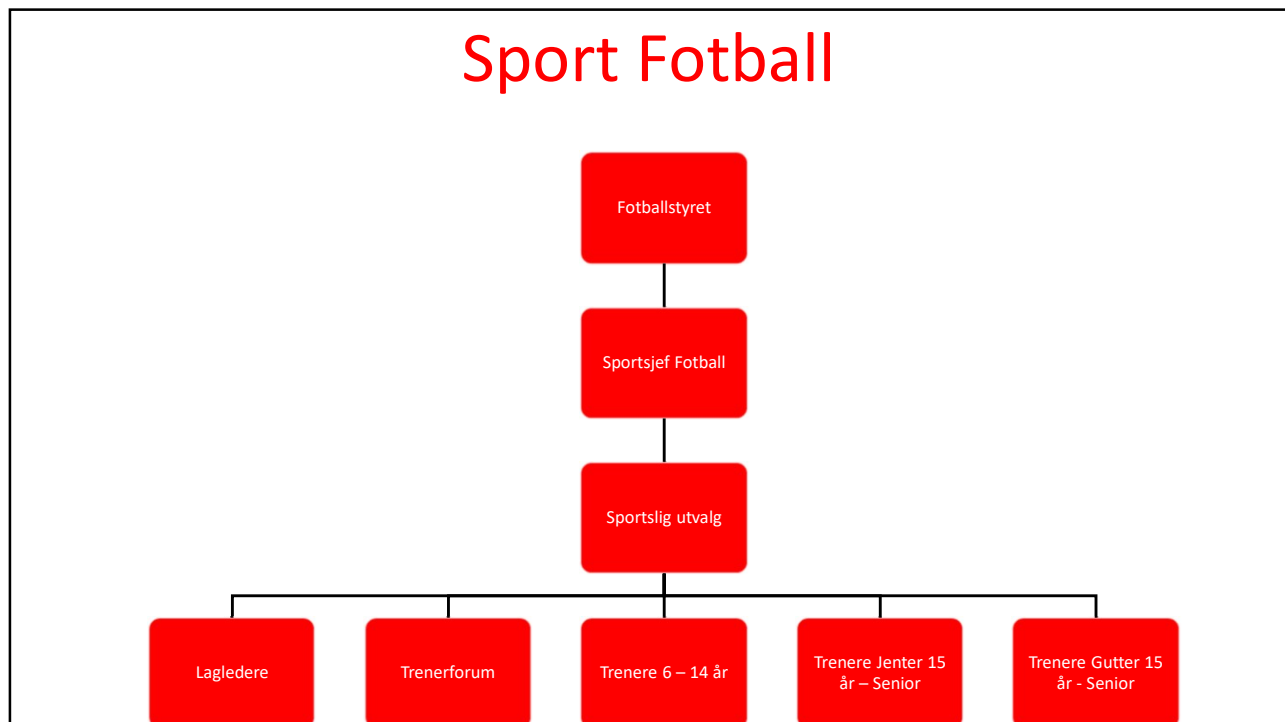 Sport Fotball
Fotballstyret
Sportsjef Fotball
Sportslig utvalg
Lagledere
Trenerforum
Trenere 6 – 14 år
Trenere Jenter 15
år – Senior
Trenere Gutter 15
år - Senior